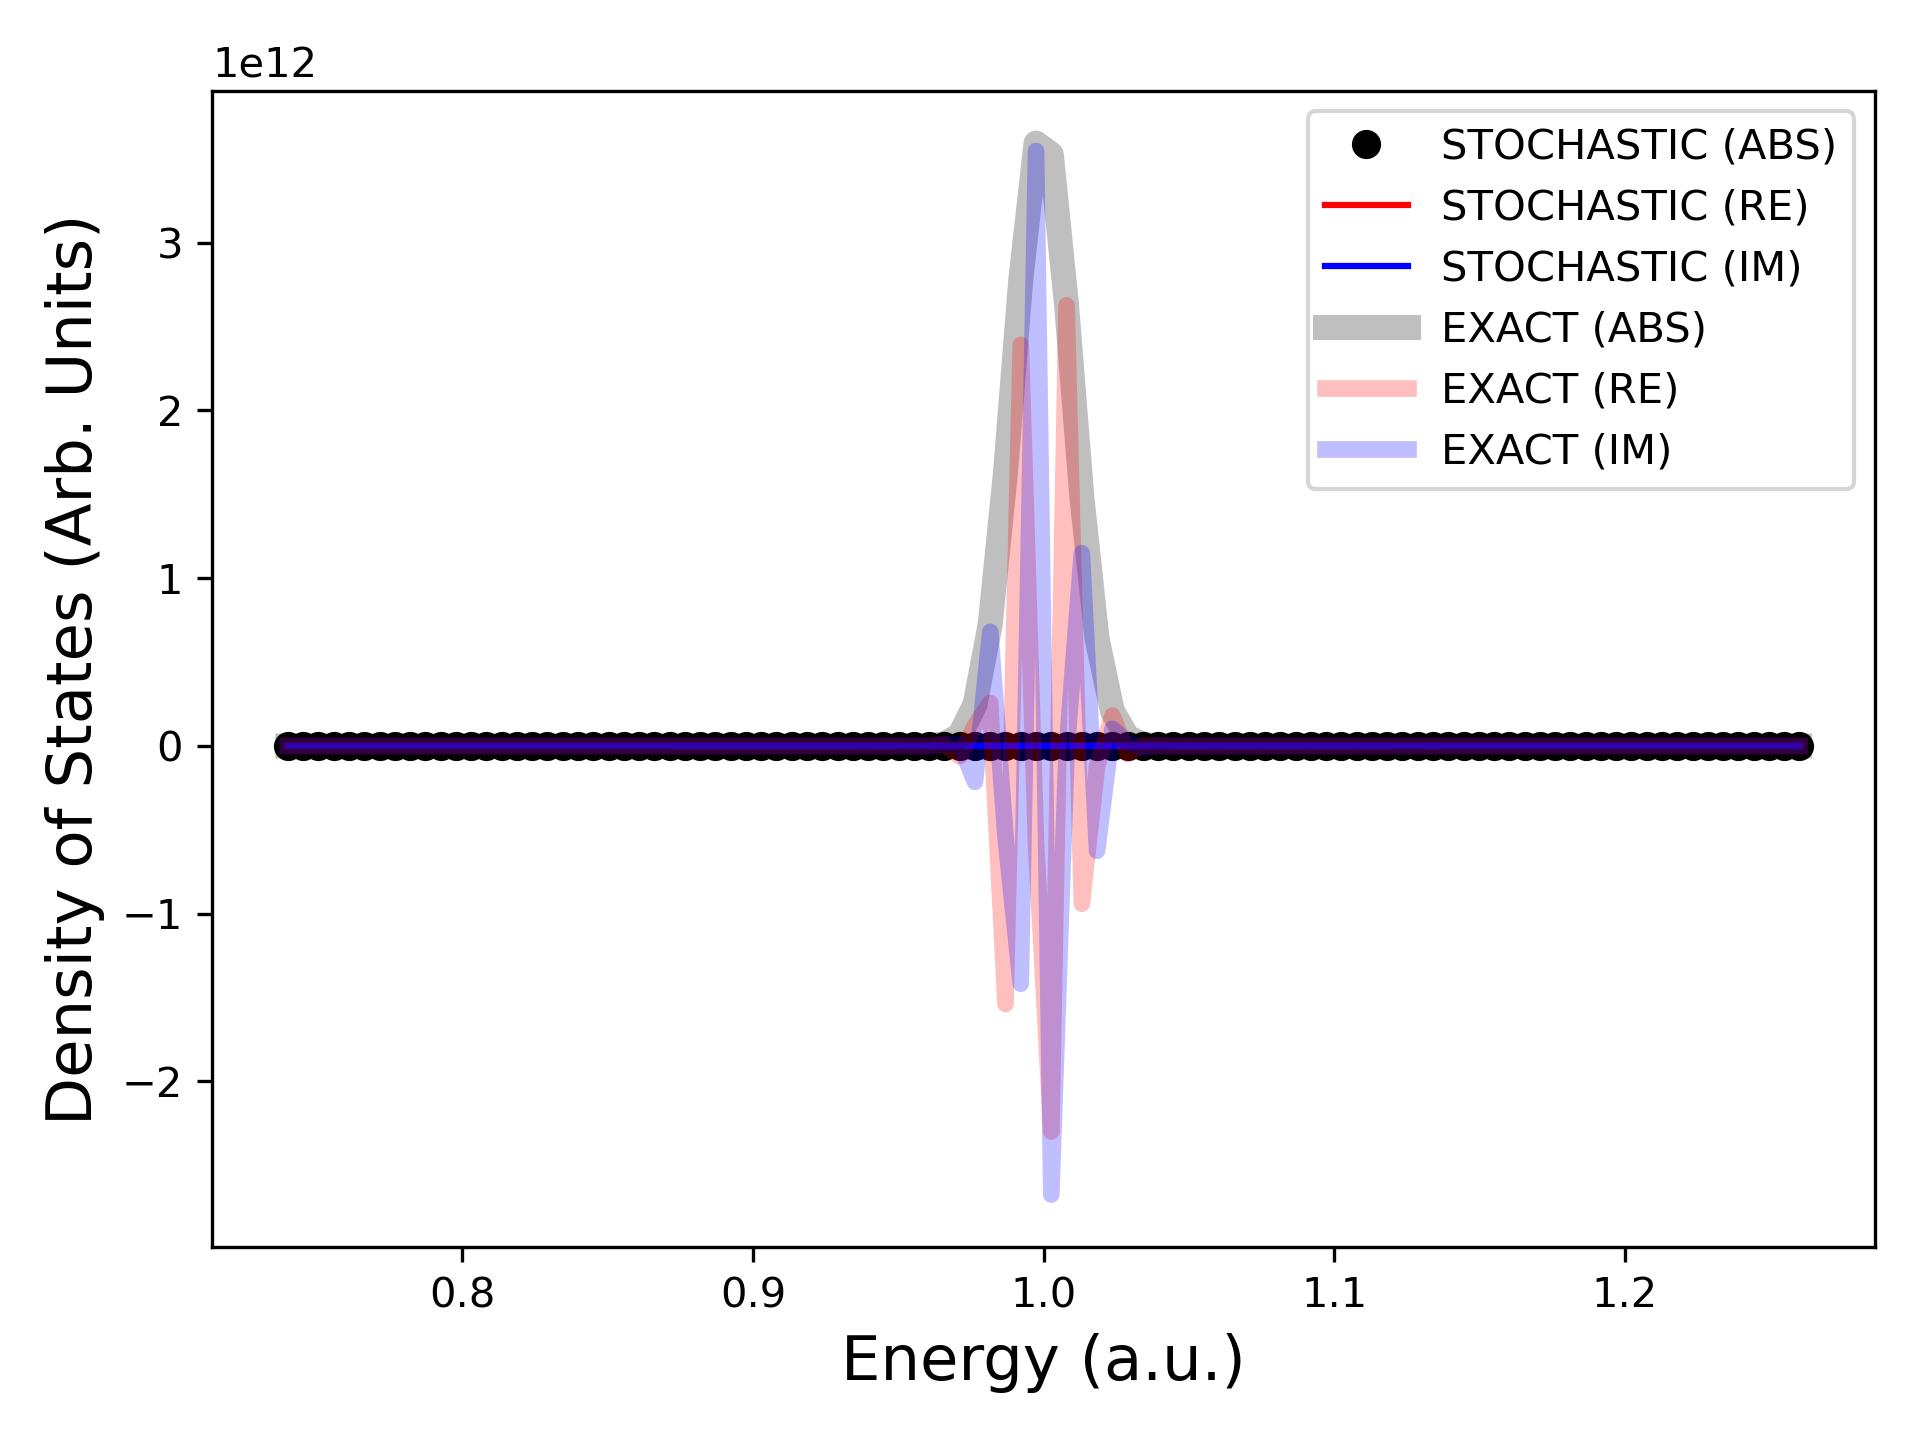 1e12
Density of States (Arb. Units)
3
2
1
0
−1
−2
STOCHASTIC (ABS)
STOCHASTIC (RE)
STOCHASTIC (IM)
EXACT (ABS)
EXACT (RE)
EXACT (IM)
0.8 0.9 1.0 1.1 1.2
Energy (a.u.)